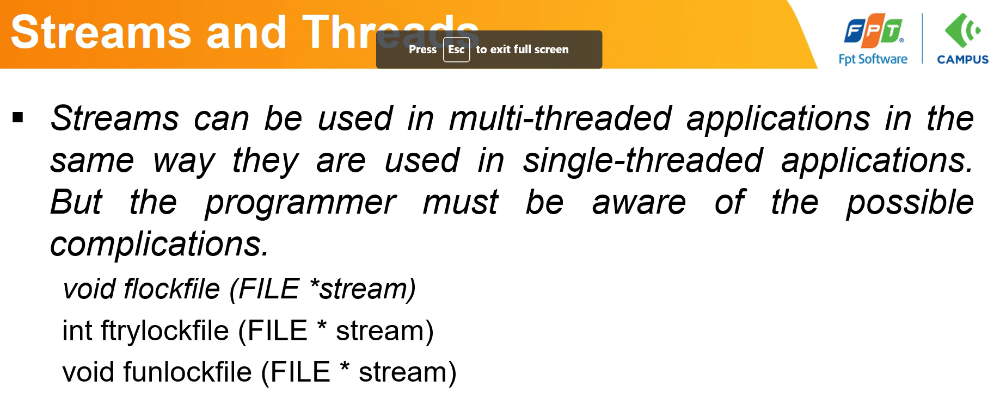 Streams and Threads
Press Esc to exit full screen
FPT®
Fpt Software
CAMPUS
▪ Streams can be used in multi-threaded applications in the
same way they are used in single-threaded applications.
But the programmer must be aware of the possible
complications.
void flockfile (FILE *stream)
int ftrylockfile (FILE * stream)
void funlockfile (FILE * stream)